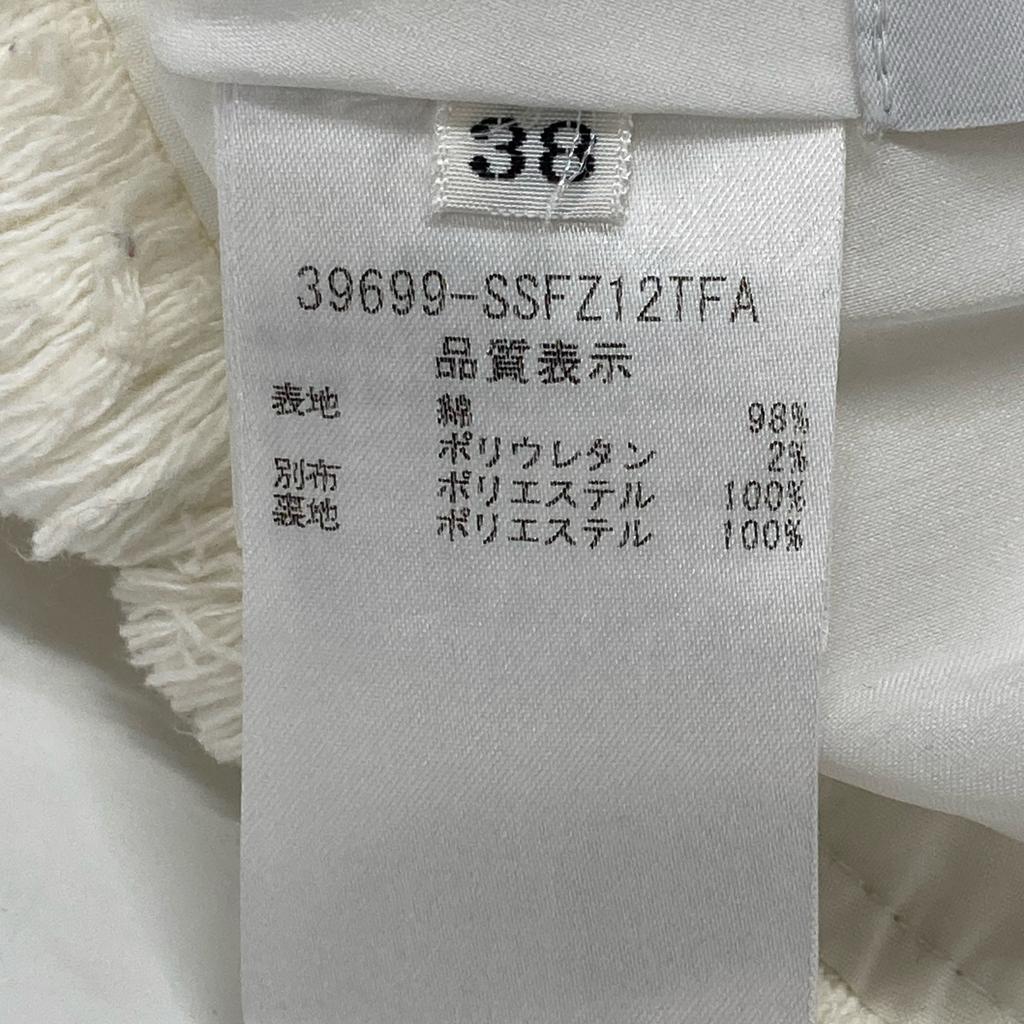 38
39699-SSFZ12TFA
品質表示
表地 綿 98%
ポリウレタン 2%
別布 ポリエステル 100%
裏地 ポリエステル 100%